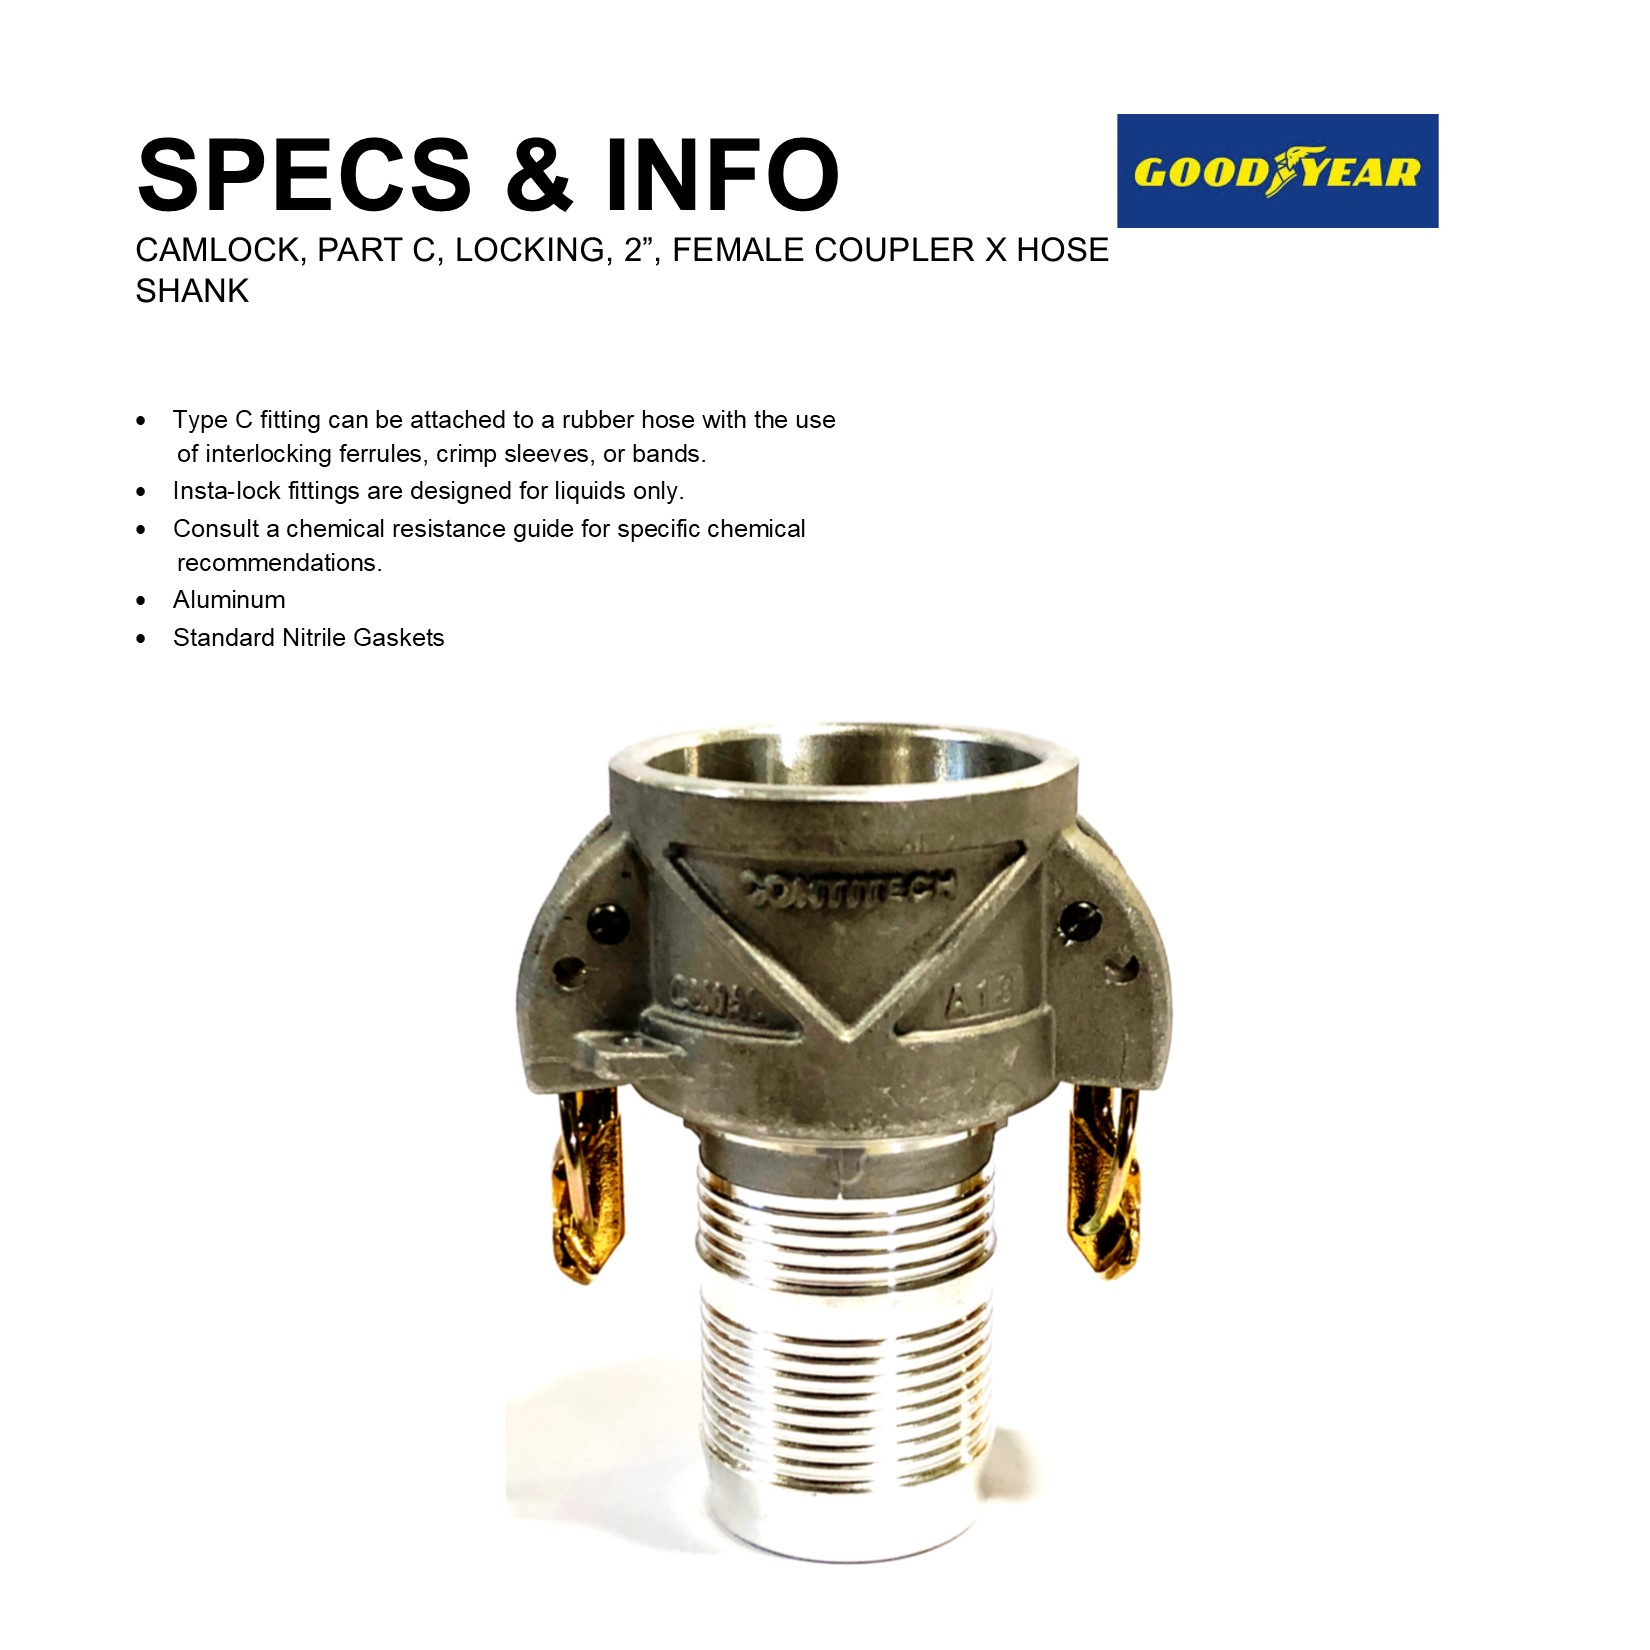 SPECS & INFO
GOODYEAR
CAMLOCK, PART C, LOCKING, 2”, FEMALE COUPLER X HOSE
SHANK
• Type C fitting can be attached to a rubber hose with the use
of interlocking ferrules, crimp sleeves, or bands.
• Insta-lock fittings are designed for liquids only.
• Consult a chemical resistance guide for specific chemical
recommendations.
• Aluminum
• Standard Nitrile Gaskets
CONTITECH